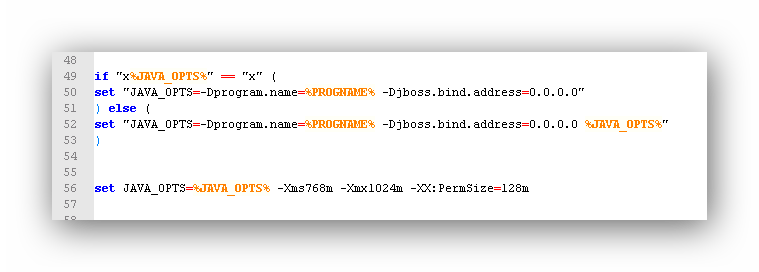 48
49 if "x%JAVA_OPTS%" == "x" (
50 set "JAVA_OPTS=-Dprogram.name=%PROGNAME% -Djboss.bind.address=0.0.0.0"
51 ) else (
52 set "JAVA_OPTS=-Dprogram.name=%PROGNAME% -Djboss.bind.address=0.0.0.0 %JAVA_OPTS%"
53 )
54
55
56 set JAVA_OPTS=%JAVA_OPTS% -Xms768m -Xmx1024m -XX:PermSize=128m
57
58